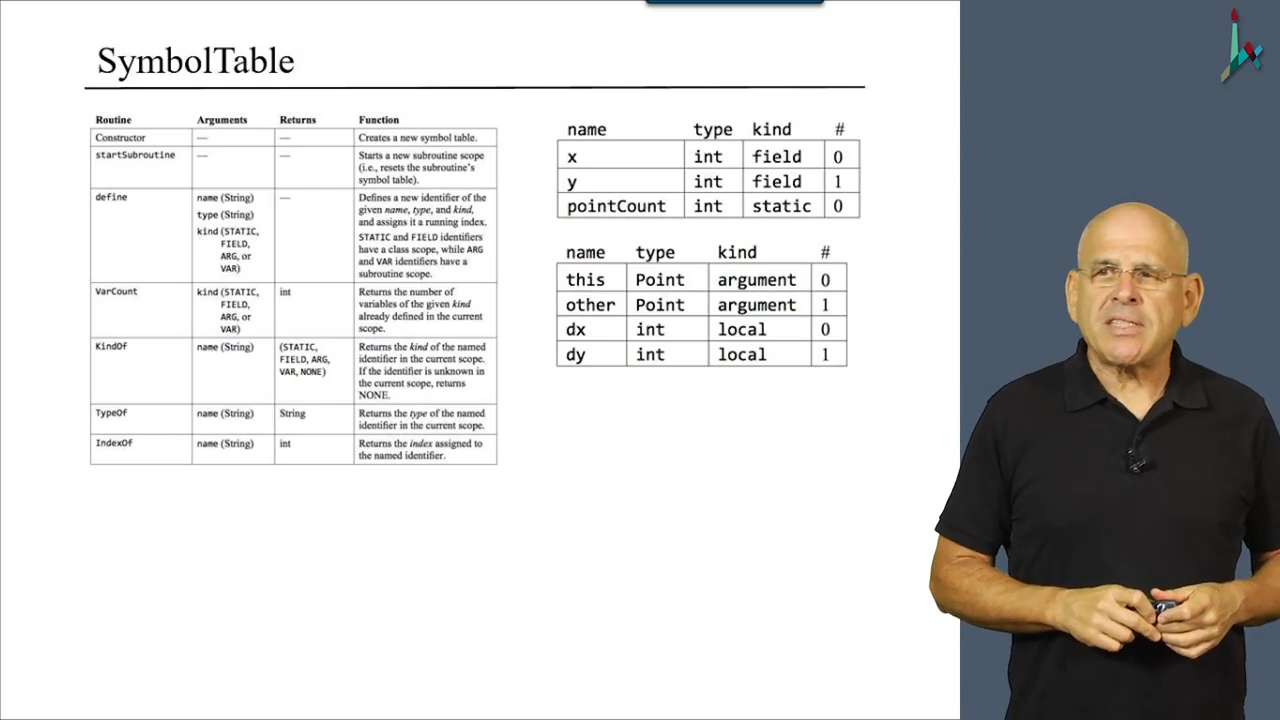 SymbolTable
Routine Arguments Returns Function
Constructor — — Creates a new symbol table.
startSubroutine — — Starts a new subroutine scope
(i.e., resets the subroutine's
symbol table).
define name (String) — Defines a new identifier of the
type (String) given name, type, and kind,
kind (STATIC, and assigns it a running index.
FIELD, STATIC and FIELD identifiers
ARG, or have a class scope, while ARG
VAR) and VAR identifiers have a
subroutine scope.
VarCount kind (STATIC, int Returns the number of
FIELD, variables of the given kind
ARG, or already defined in the current
VAR) scope.
KindOf name (String) (STATIC, Returns the kind of the named
FIELD, ARG, identifier in the current scope.
VAR, NONE) If the identifier is unknown in
the current scope, returns
NONE.
TypeOf name (String) String Returns the type of the named
identifier in the current scope.
IndexOf name (String) int Returns the index assigned to
the named identifier.
name type kind #
x int field 0
y int field 1
pointCount int static 0
name type kind #
this Point argument 0
other Point argument 1
dx int local 0
dy int local 1